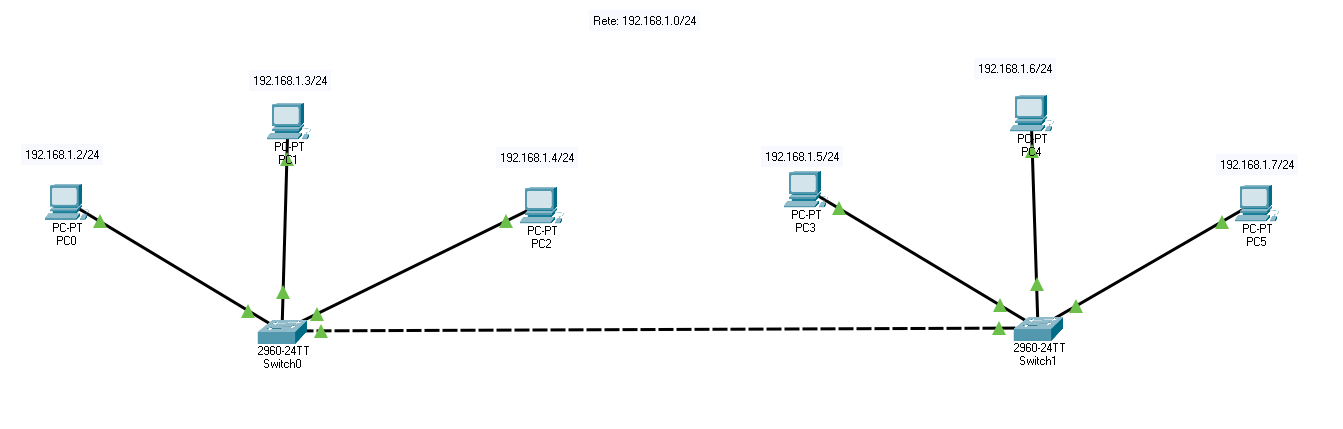 Rete: 192.168.1.0/24
192.168.1.3/24
PC-PT
PC1
192.168.1.2/24
PC-PT
PC0
192.168.1.4/24
PC-PT
PC2
192.168.1.5/24
PC-PT
PC3
192.168.1.6/24
PC-PT
PC4
192.168.1.7/24
PC-PT
PC5
2960-24TT
Switch0
2960-24TT
Switch1